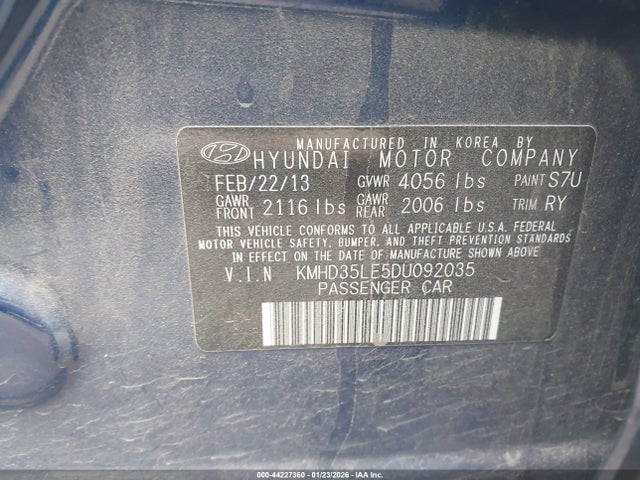 MANUFACTURED IN KOREA BY
HYUNDAI MOTOR COMPANY
FEB/22/13 GVWR 4056 lbs PAINT S7U
GAWR FRONT 2116 lbs GAWR REAR 2006 lbs TRIM RY
THIS VEHICLE CONFORMS TO ALL APPLICABLE U.S.A. FEDERAL
MOTOR VEHICLE SAFETY, BUMPER, AND THEFT PREVENTION STANDARDS
IN EFFECT ON THE DATE OF MANUFACTURE SHOWN ABOVE.
V.I.N KMHD35LE5DU092035
PASSENGER CAR
000-44227360 - 01/23/2026 - IAAI.COM